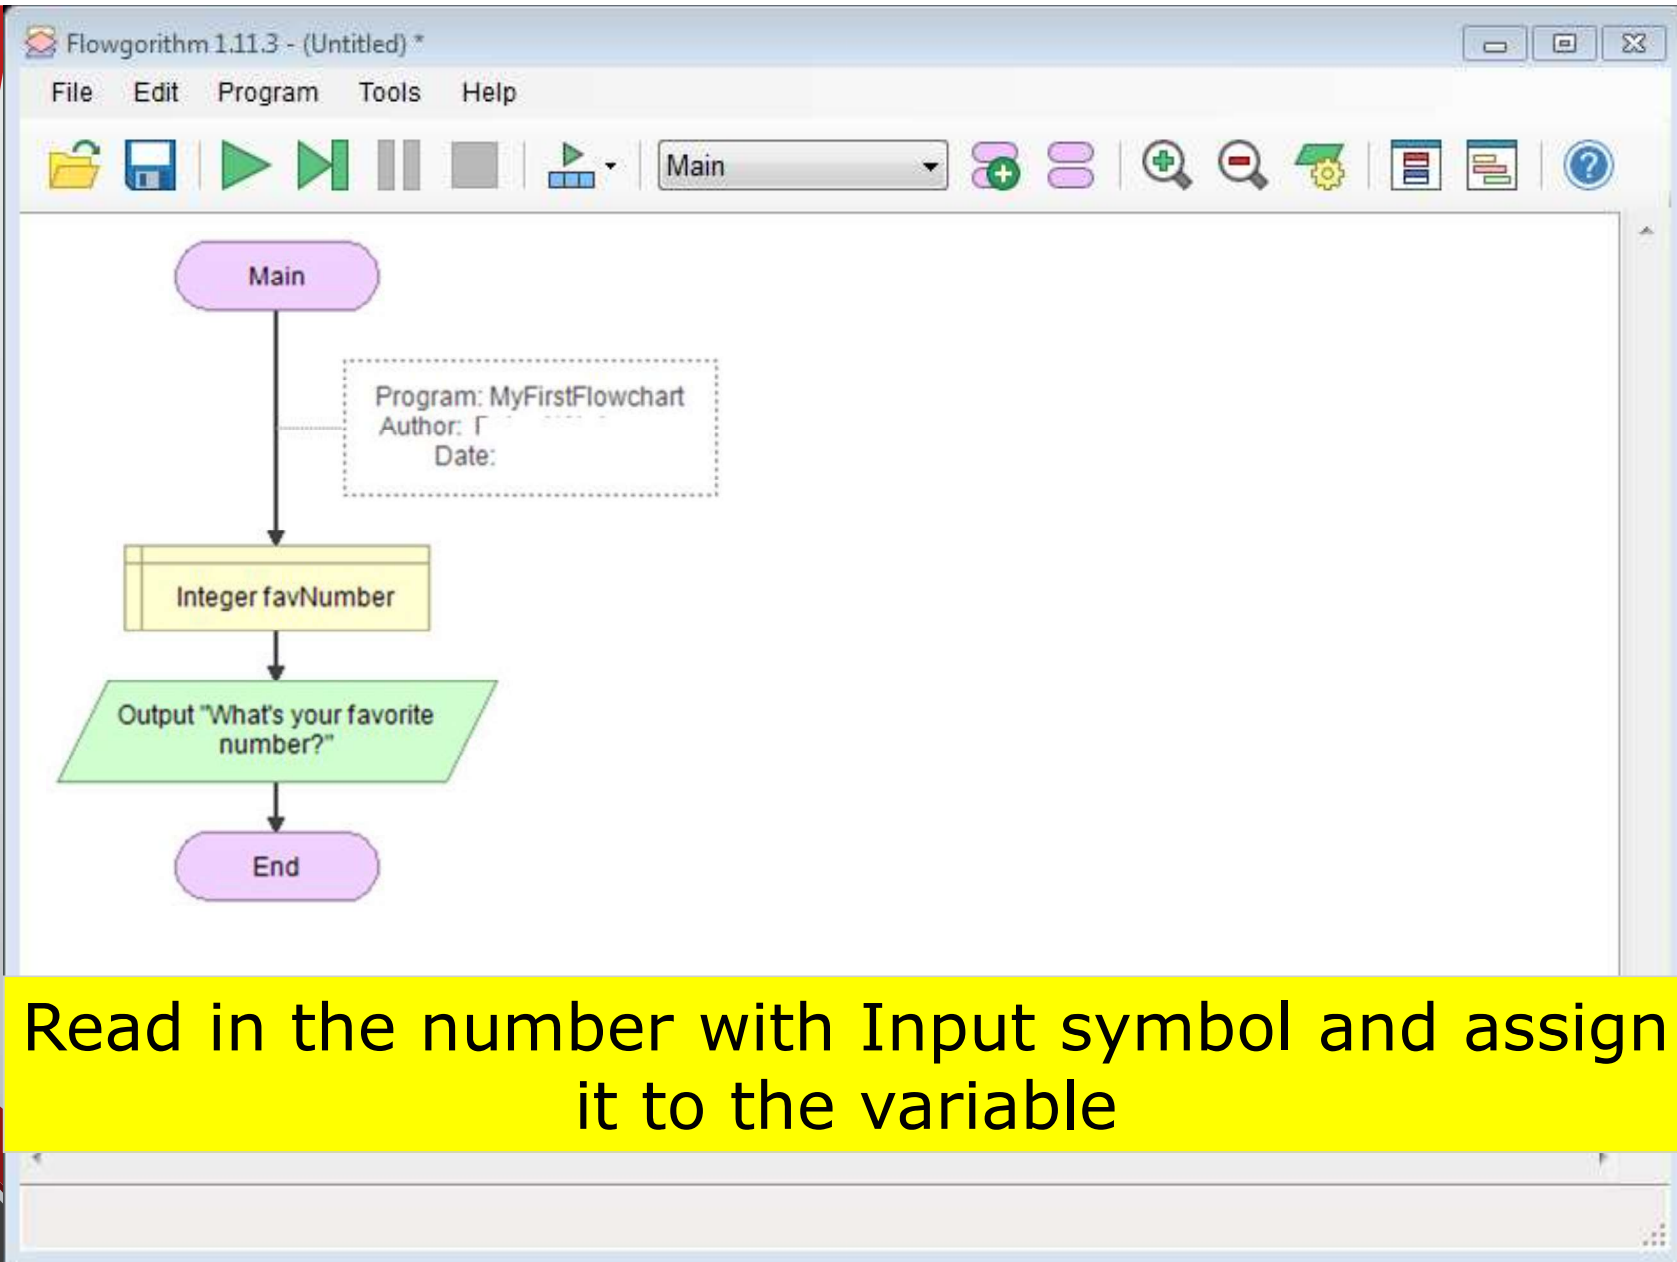 Flowgorithm 1.11.3 - (Untitled) *
File Edit Program Tools Help
Main
Main
Program: MyFirstFlowchart
Author:
Date:
Integer favNumber
Output "What's your favorite
number?"
End
Read in the number with Input symbol and assign
it to the variable